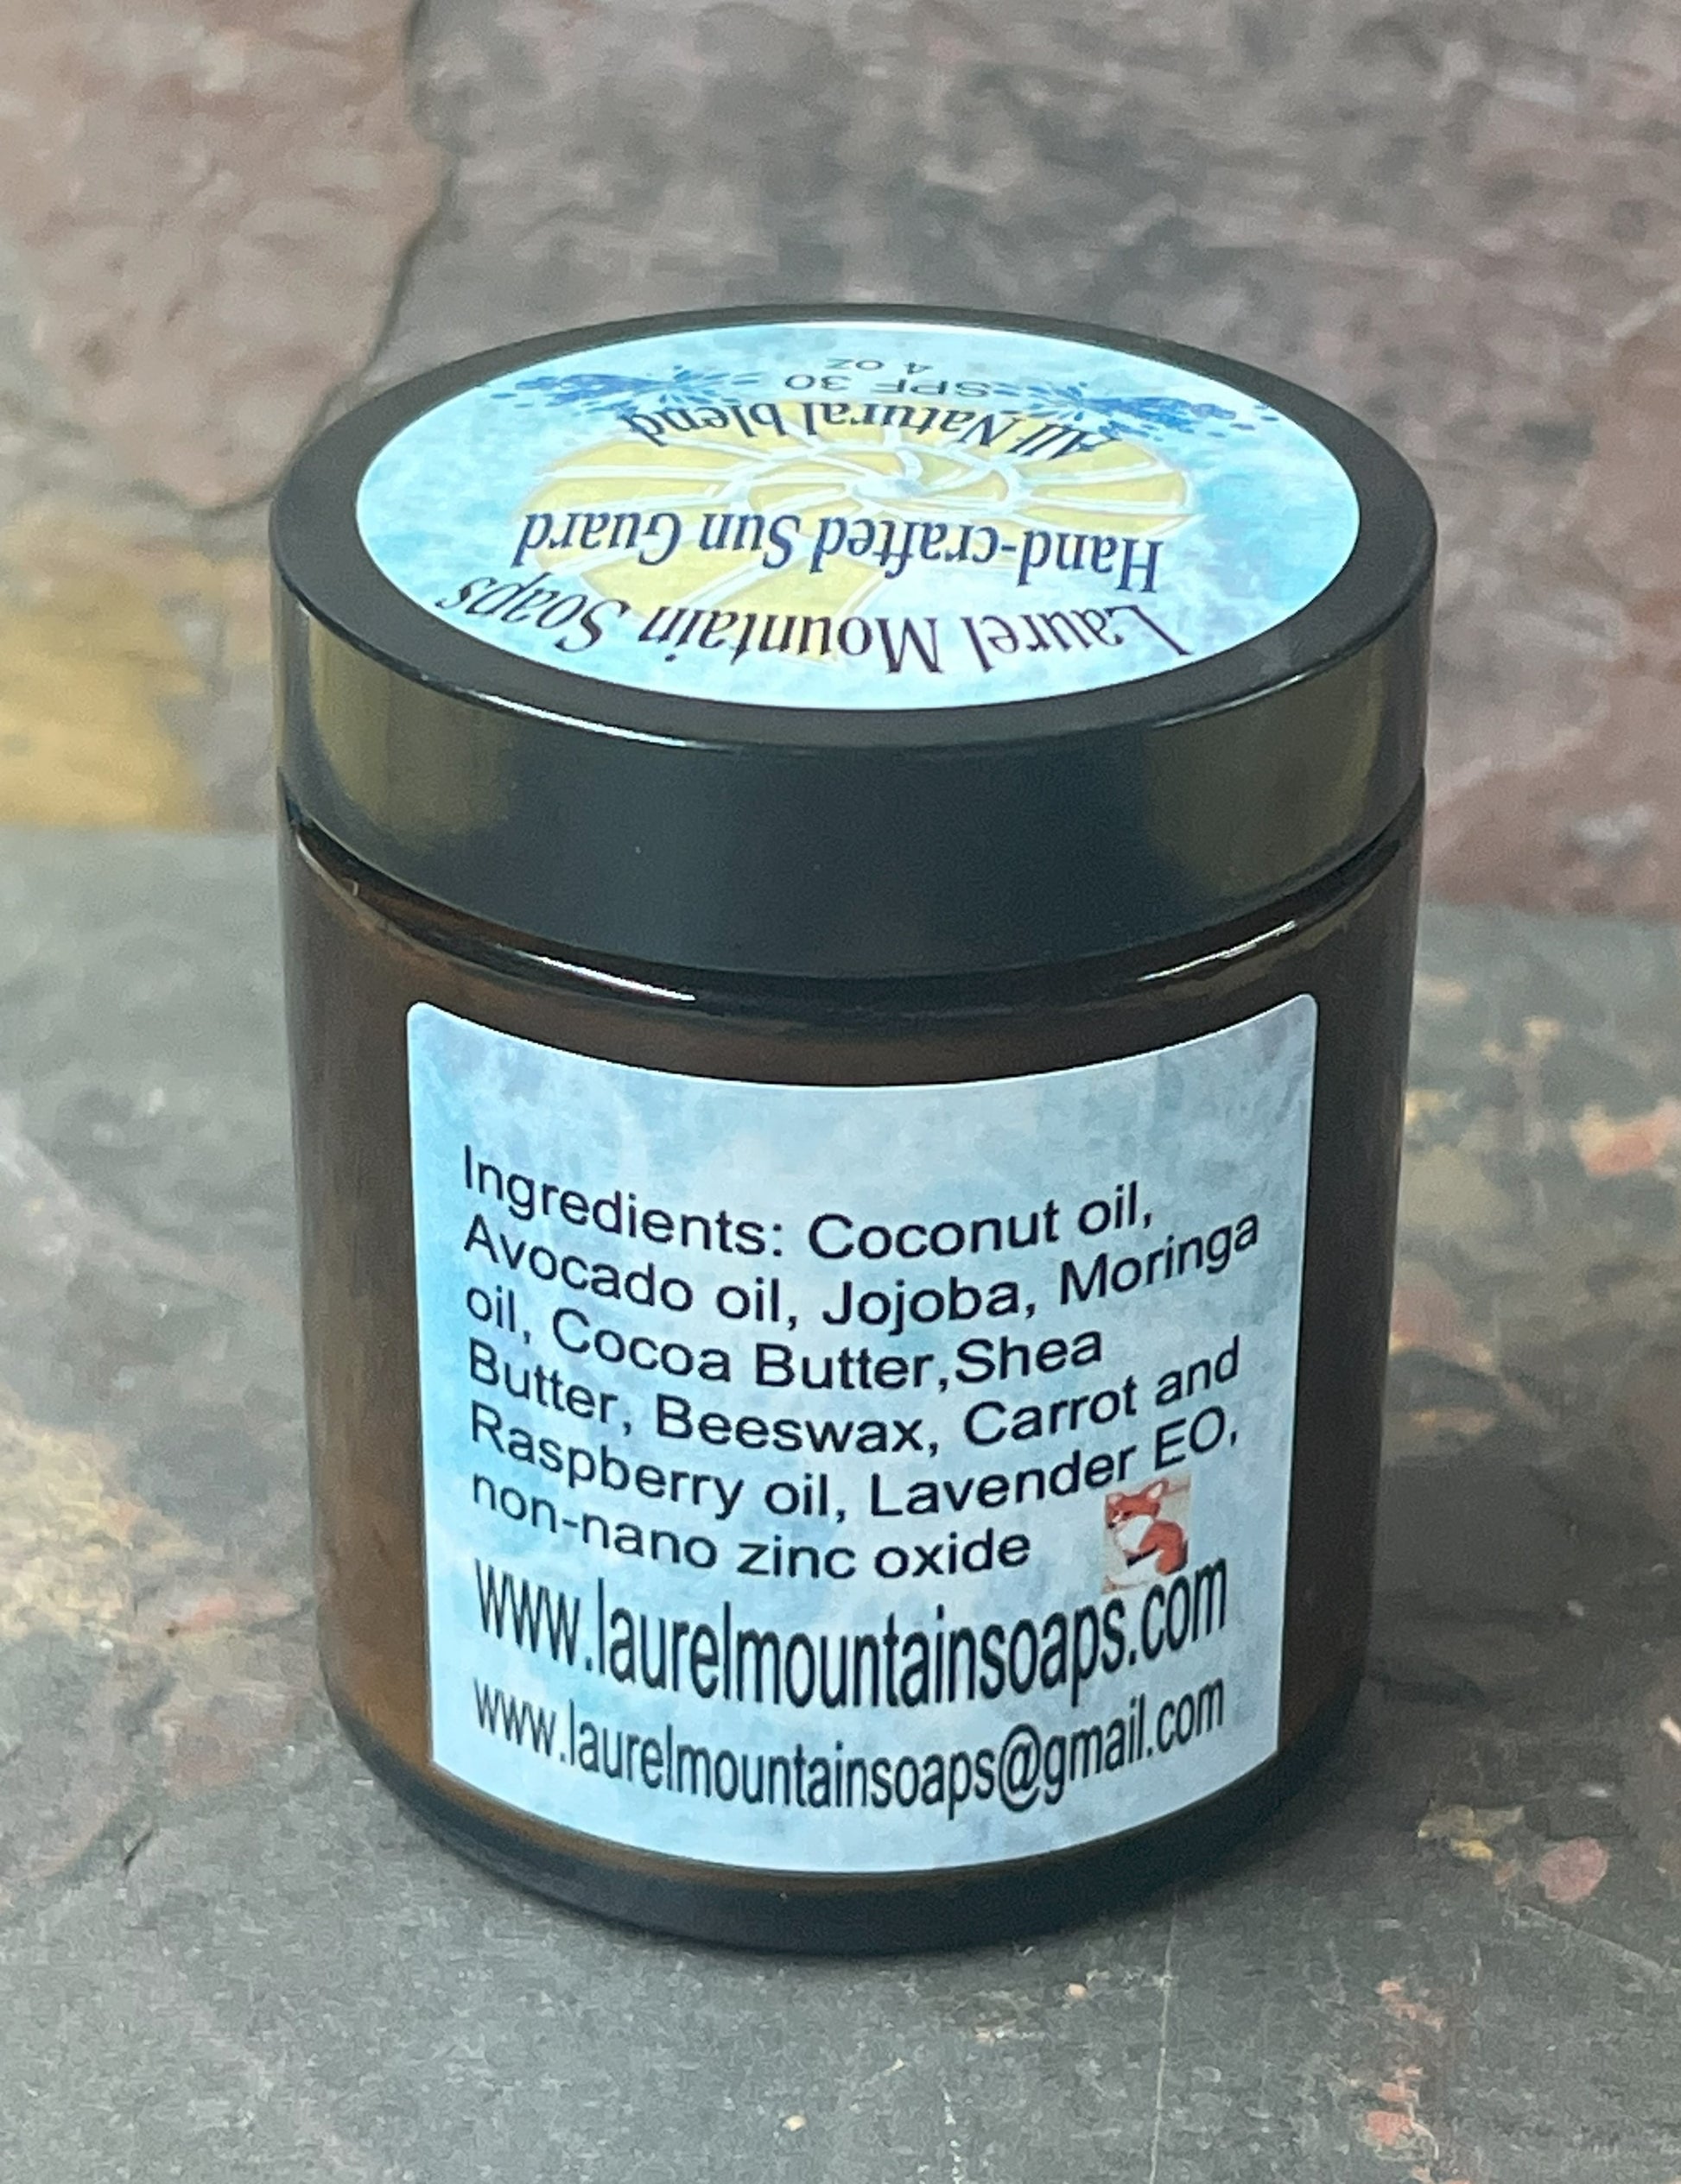 Laurel Mountain Soaps
Hand-crafted Sun Guard
All Natural blend
SPF 30
4 oz
Ingredients: Coconut oil,
Avocado oil, Jojoba, Moringa
oil, Cocoa Butter,Shea
Butter, Beeswax, Carrot and
Raspberry oil, Lavender EO,
non-nano zinc oxide
www.laurelmountainsoaps.com
www.laurelmountainsoaps@gmail.com